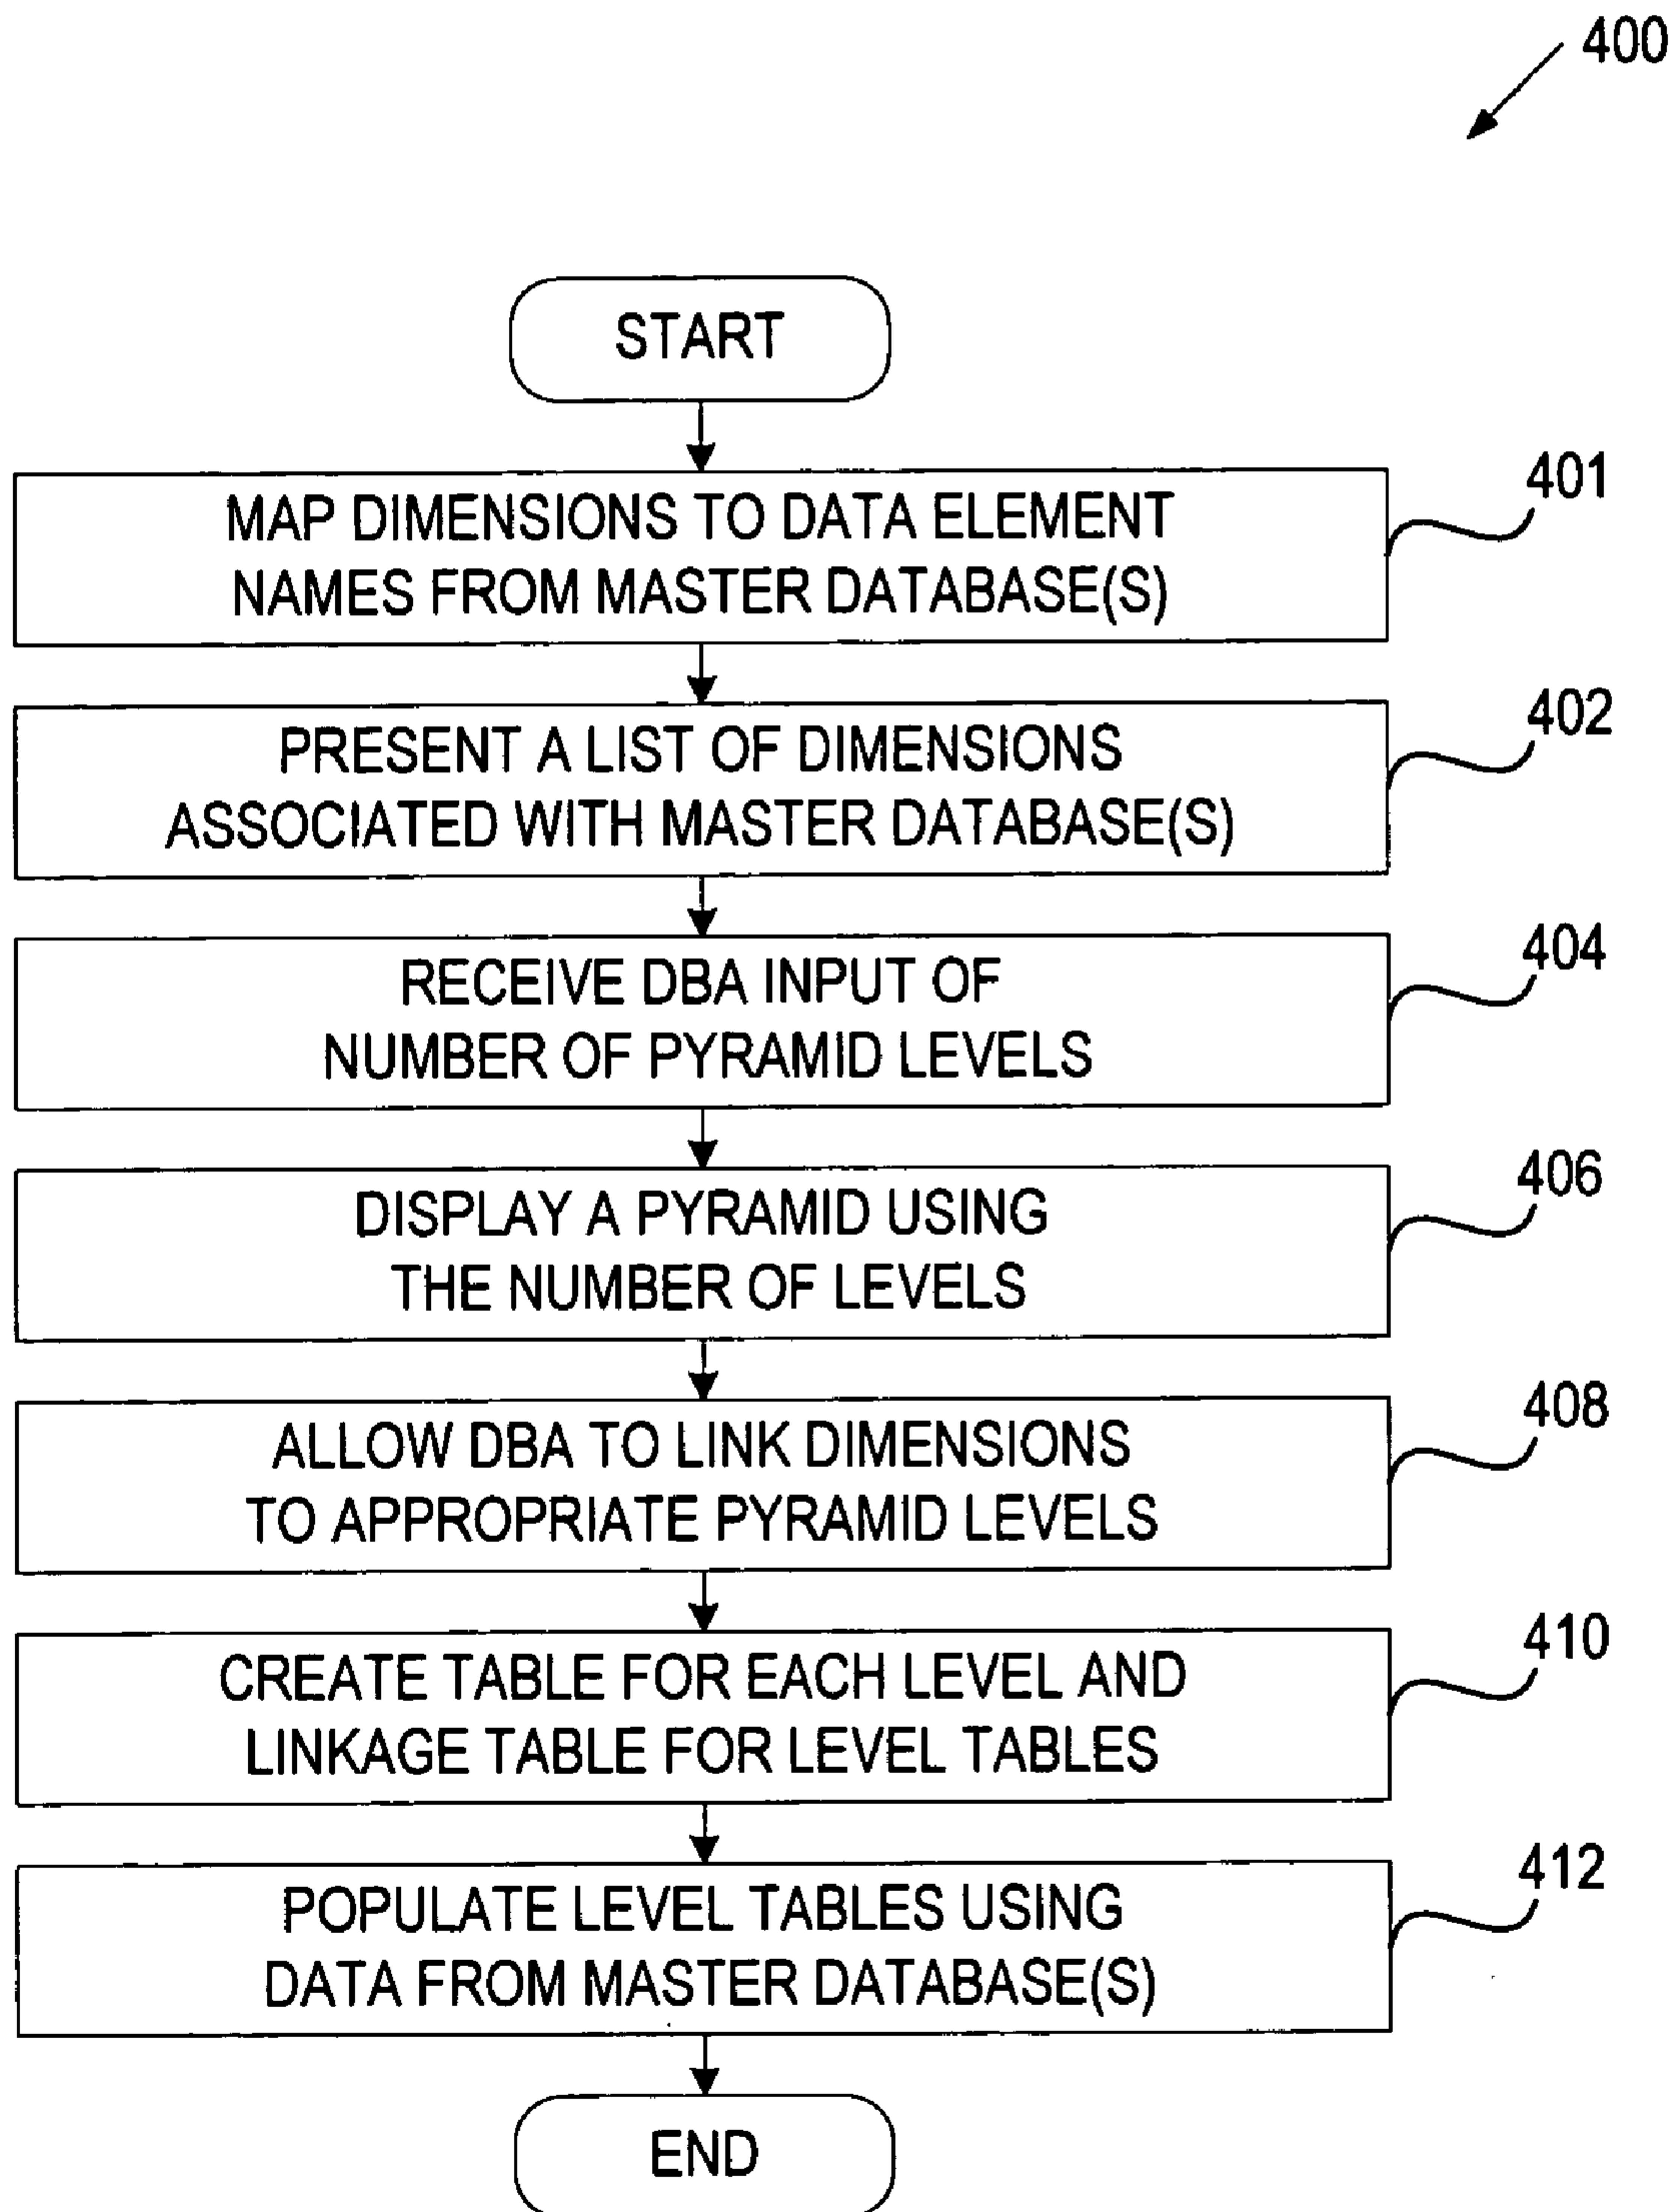 400
START
MAP DIMENSIONS TO DATA ELEMENT
NAMES FROM MASTER DATABASE(S)
401
PRESENT A LIST OF DIMENSIONS
ASSOCIATED WITH MASTER DATABASE(S)
402
RECEIVE DBA INPUT OF
NUMBER OF PYRAMID LEVELS
404
DISPLAY A PYRAMID USING
THE NUMBER OF LEVELS
406
ALLOW DBA TO LINK DIMENSIONS
TO APPROPRIATE PYRAMID LEVELS
408
CREATE TABLE FOR EACH LEVEL AND
LINKAGE TABLE FOR LEVEL TABLES
410
POPULATE LEVEL TABLES USING
DATA FROM MASTER DATABASE(S)
412
END